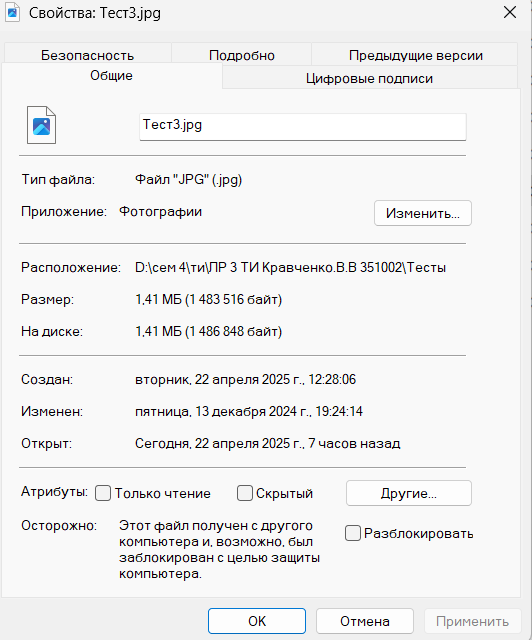 Свойства: Тест3.jpg
Безопасность Подробно Предыдущие версии
Общие Цифровые подписи
Тест3.jpg
Тип файла: Файл "JPG" (.jpg)
Приложение: Фотографии Изменить...
Расположение: D:\сем 4\ти\ЛР 3 ТИ Кравченко.В.В 351002\Тесты
Размер: 1,41 МБ (1 483 516 байт)
На диске: 1,41 МБ (1 486 848 байт)
Создан: вторник, 22 апреля 2025 г., 12:28:06
Изменен: пятница, 13 декабря 2024 г., 19:24:14
Открыт: Сегодня, 22 апреля 2025 г., 7 часов назад
Атрибуты: Только чтение Скрытый Другие...
Осторожно: Этот файл получен с другого
компьютера и, возможно, был
заблокирован с целью защиты
компьютера.
Разблокировать
ОК Отмена Применить